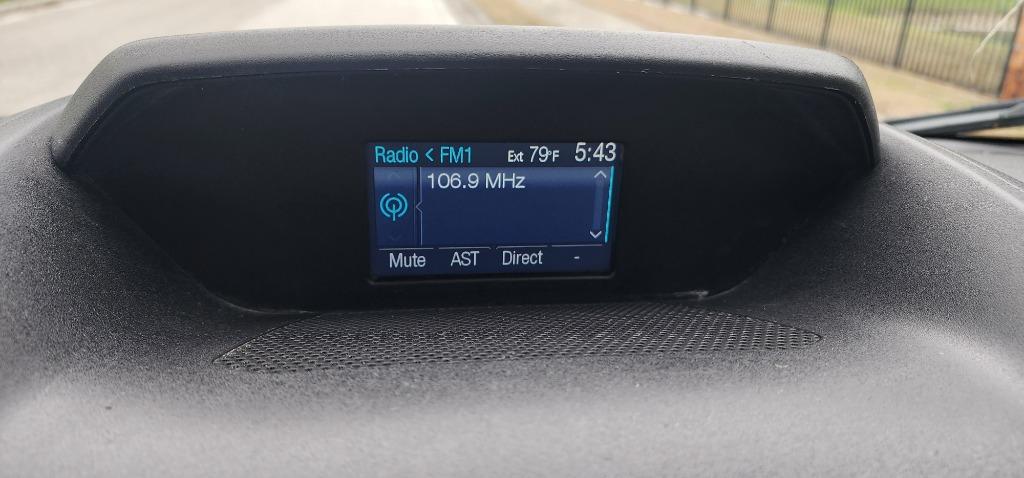 Radio < FM1 Ext 79°F 5:43
106.9 MHz
Mute AST Direct -